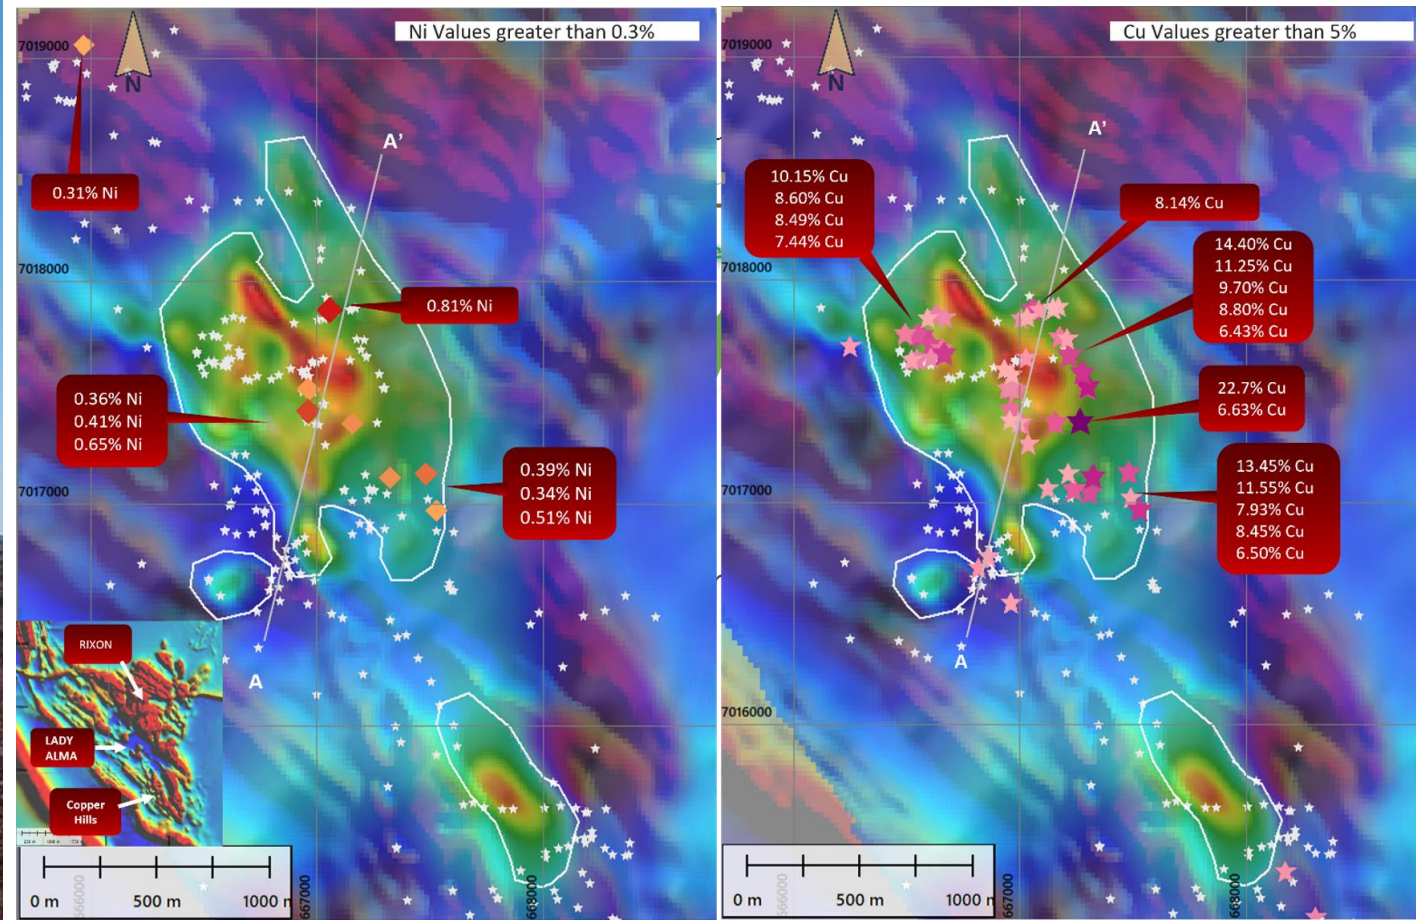 Ni Values greater than 0.3%
7019000
N
0.31% Ni
A'
7018000
0.81% Ni
0.36% Ni
0.41% Ni
0.65% Ni
0.39% Ni
0.34% Ni
0.51% Ni
7017000
A
RIXON
LADY
ALMA
Copper
Hills
0 m
500 m
1000 m
666000
667000
668000
Cu Values greater than 5%
7019000
N
A'
10.15% Cu
8.60% Cu
8.49% Cu
7.44% Cu
8.14% Cu
14.40% Cu
11.25% Cu
9.70% Cu
8.80% Cu
6.43% Cu
7018000
22.7% Cu
6.63% Cu
13.45% Cu
11.55% Cu
7.93% Cu
8.45% Cu
6.50% Cu
7017000
A
7016000
0 m
500 m
1000 m
666000
667000
668000